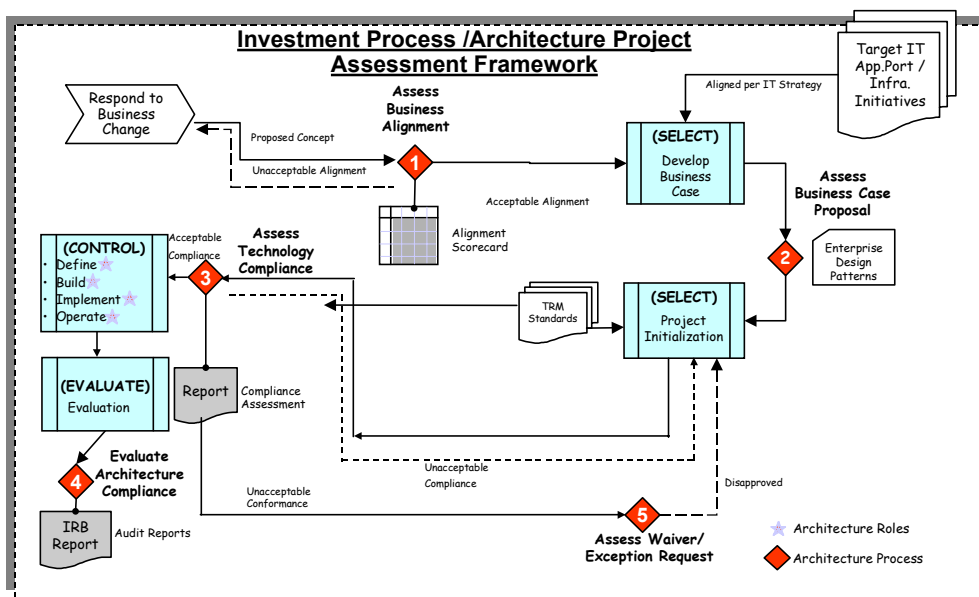 Investment Process /Architecture Project
Assessment Framework
Target IT
App.Port /
Infra.
Initiatives
Aligned per IT Strategy
Respond to
Business
Change
Assess
Business
Alignment
Proposed Concept
Unacceptable Alignment
1
(SELECT)
Develop
Business
Case
Acceptable Alignment
Assess
Business Case
Proposal
Alignment
Scorecard
2
Enterprise
Design
Patterns
(CONTROL)
• Define
• Build
• Implement
• Operate
Acceptable
Compliance
3
Assess
Technology
Compliance
TRM
Standards
(SELECT)
Project
Initialization
(EVALUATE)
Evaluation
Report
Compliance
Assessment
Evaluate
Architecture
Compliance
4
Unacceptable
Compliance
Disapproved
Unacceptable
Conformance
5
IRB
Report
Audit Reports
Assess Waiver/
Exception Request
Architecture Roles
Architecture Process